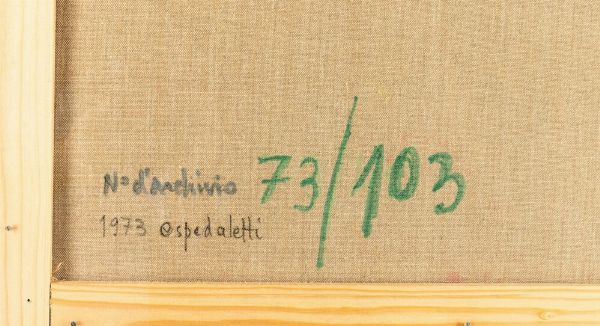 N° d'archivio 73/103
1973 Ospedaletti